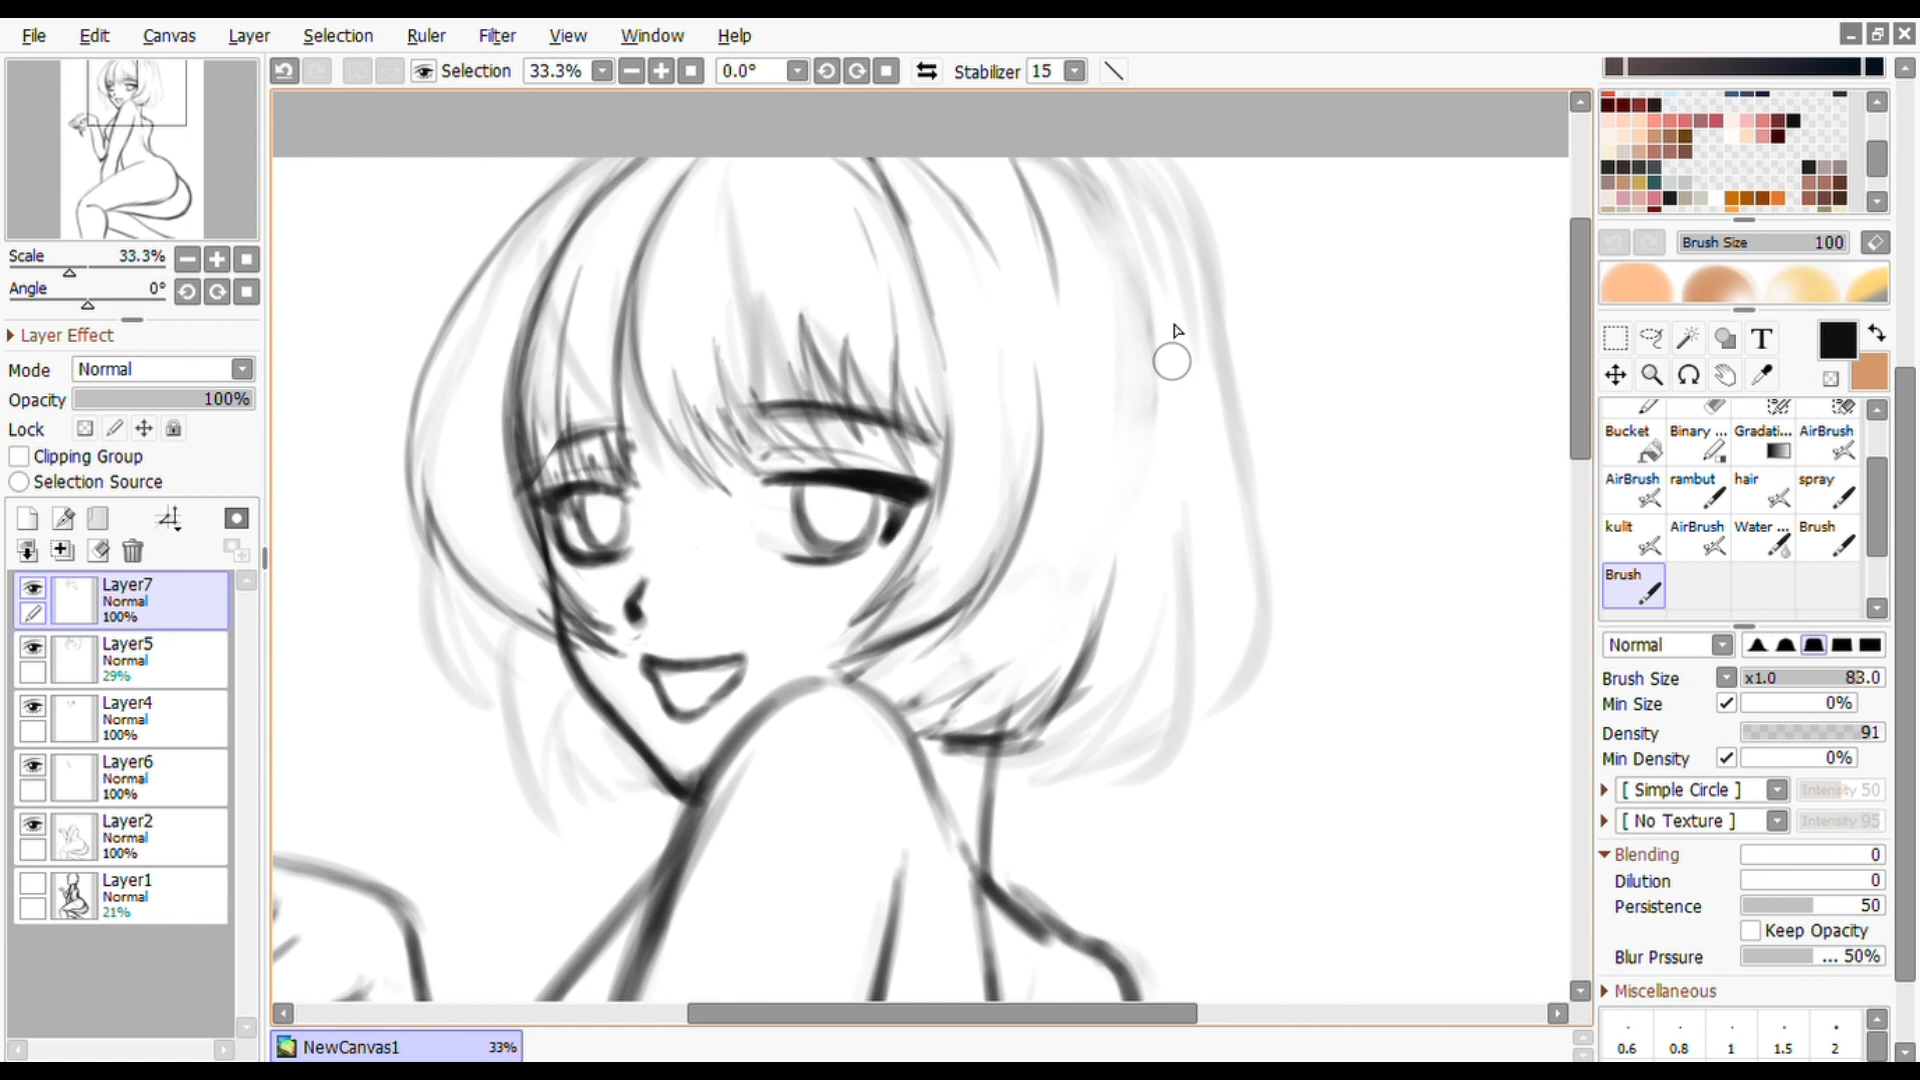 File Edit Canvas Layer Selection Ruler Filter View Window Help
Selection 33.3% 0.0° Stabilizer 15
Scale 33.3%
Angle 0°
Layer Effect
Mode Normal
Opacity 100%
Lock
Clipping Group
Selection Source
Layer7
Normal
100%
Layer5
Normal
29%
Layer4
Normal
100%
Layer6
Normal
100%
Layer2
Normal
100%
Layer1
Normal
21%
NewCanvas1 33%
Brush Size 100
T
Bucket Binary ... Gradati... AirBrush
AirBrush rambut hair spray
kulit AirBrush Water ... Brush
Brush
Normal
Brush Size x1.0 83.0
Min Size 0%
Density 91
Min Density 0%
[ Simple Circle ] Intensity 50
[ No Texture ] Intensity 95
Blending 0
Dilution 0
Persistence 50
Keep Opacity
Blur Prssure ... 50%
Miscellaneous
0.6 0.8 1 1.5 2